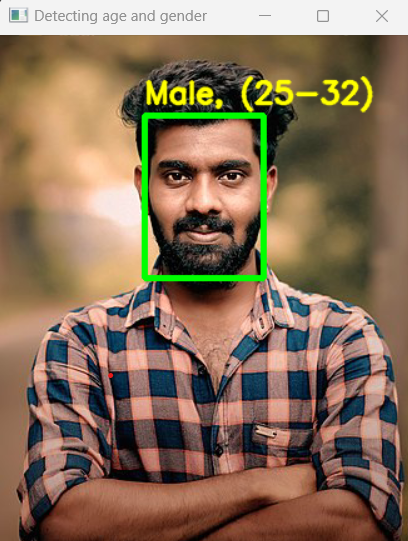 Detecting age and gender
Male, (25-32)